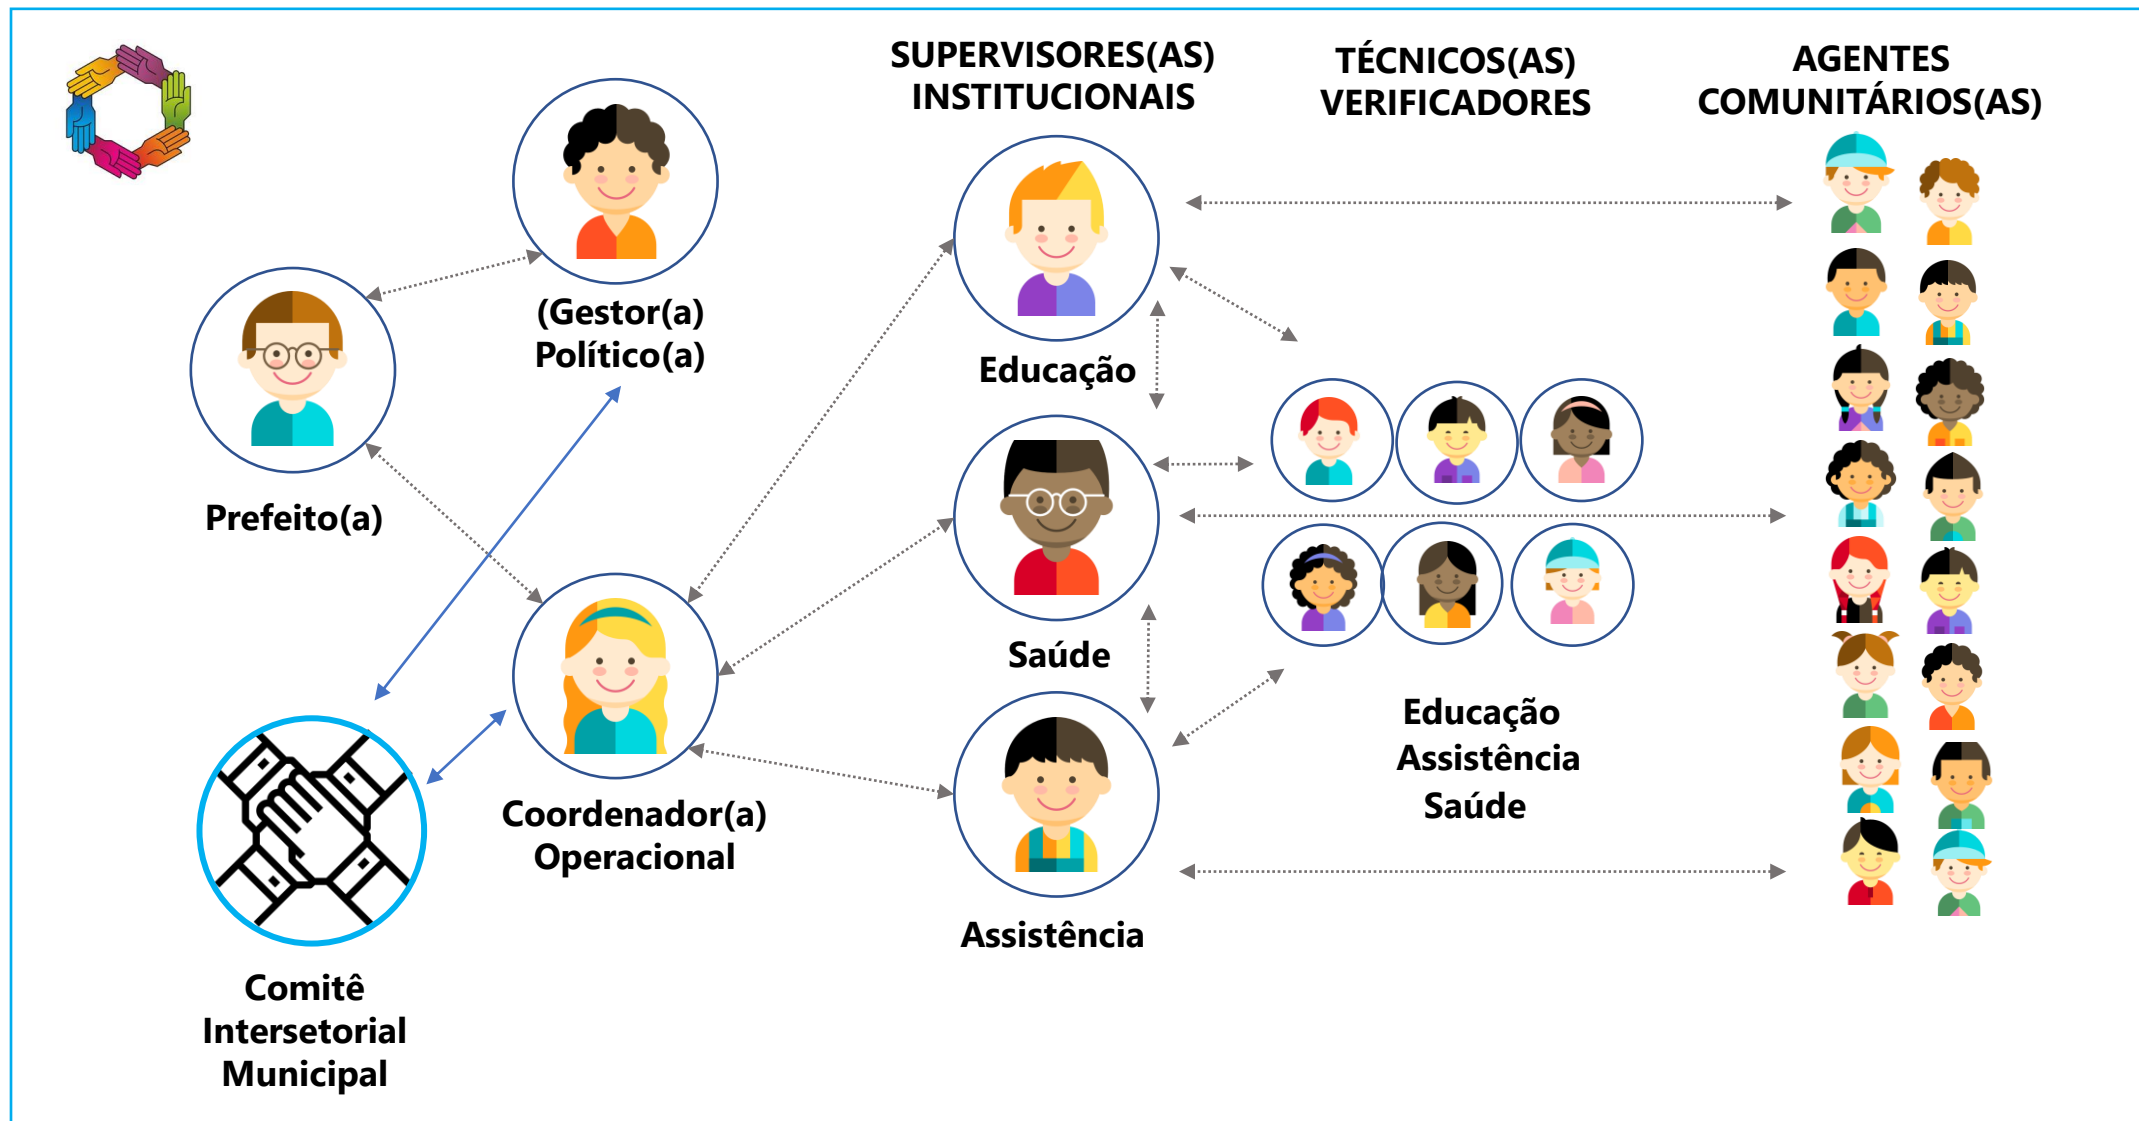 SUPERVISORES(AS)
INSTITUCIONAIS
TÉCNICOS(AS)
VERIFICADORES
AGENTES
COMUNITÁRIOS(AS)
(Gestor(a)
Político(a)
Prefeito(a)
Educação
Saúde
Assistência
Coordenador(a)
Operacional
Educação
Assistência
Saúde
Comitê
Intersetorial
Municipal